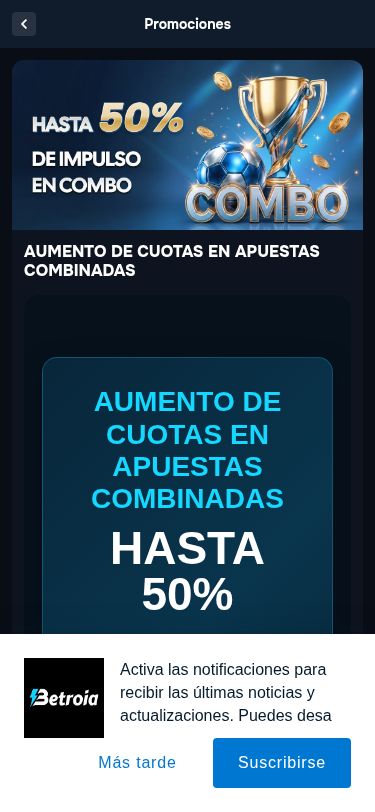 Promociones
HASTA 50%
DE IMPULSO
EN COMBO
COMBO
AUMENTO DE CUOTAS EN APUESTAS
COMBINADAS
AUMENTO DE
CUOTAS EN
APUESTAS
COMBINADAS
HASTA
50%
Betroia
Activa las notificaciones para
recibir las últimas noticias y
actualizaciones. Puedes desa
Más tarde
Suscribirse